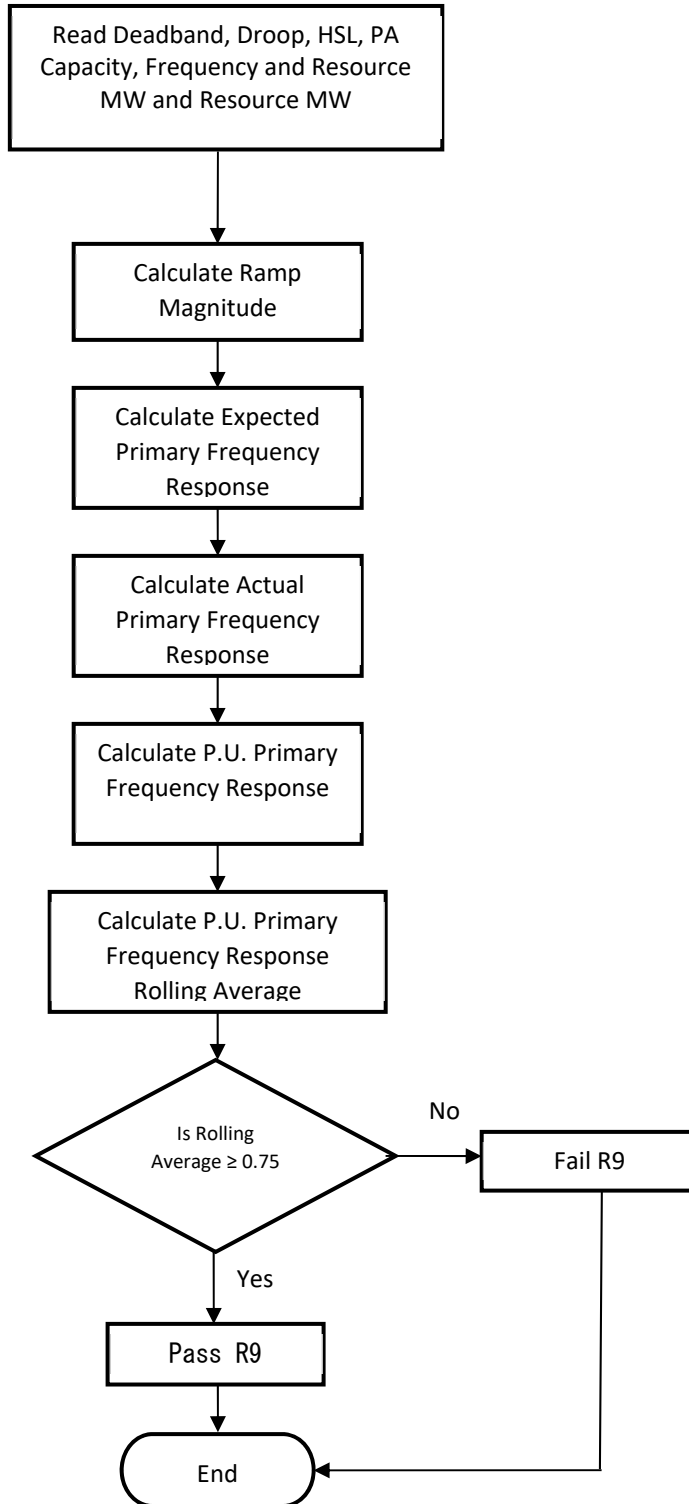 Read Deadband, Droop, HSL, PA
Capacity, Frequency and Resource
MW and Resource MW
Calculate Ramp
Magnitude
Calculate Expected
Primary Frequency
Response
Calculate Actual
Primary Frequency
Response
Calculate P.U. Primary
Frequency Response
Calculate P.U. Primary
Frequency Response
Rolling Average
Is Rolling
Average ≥ 0.75
No
Fail R9
Yes
Pass R9
End